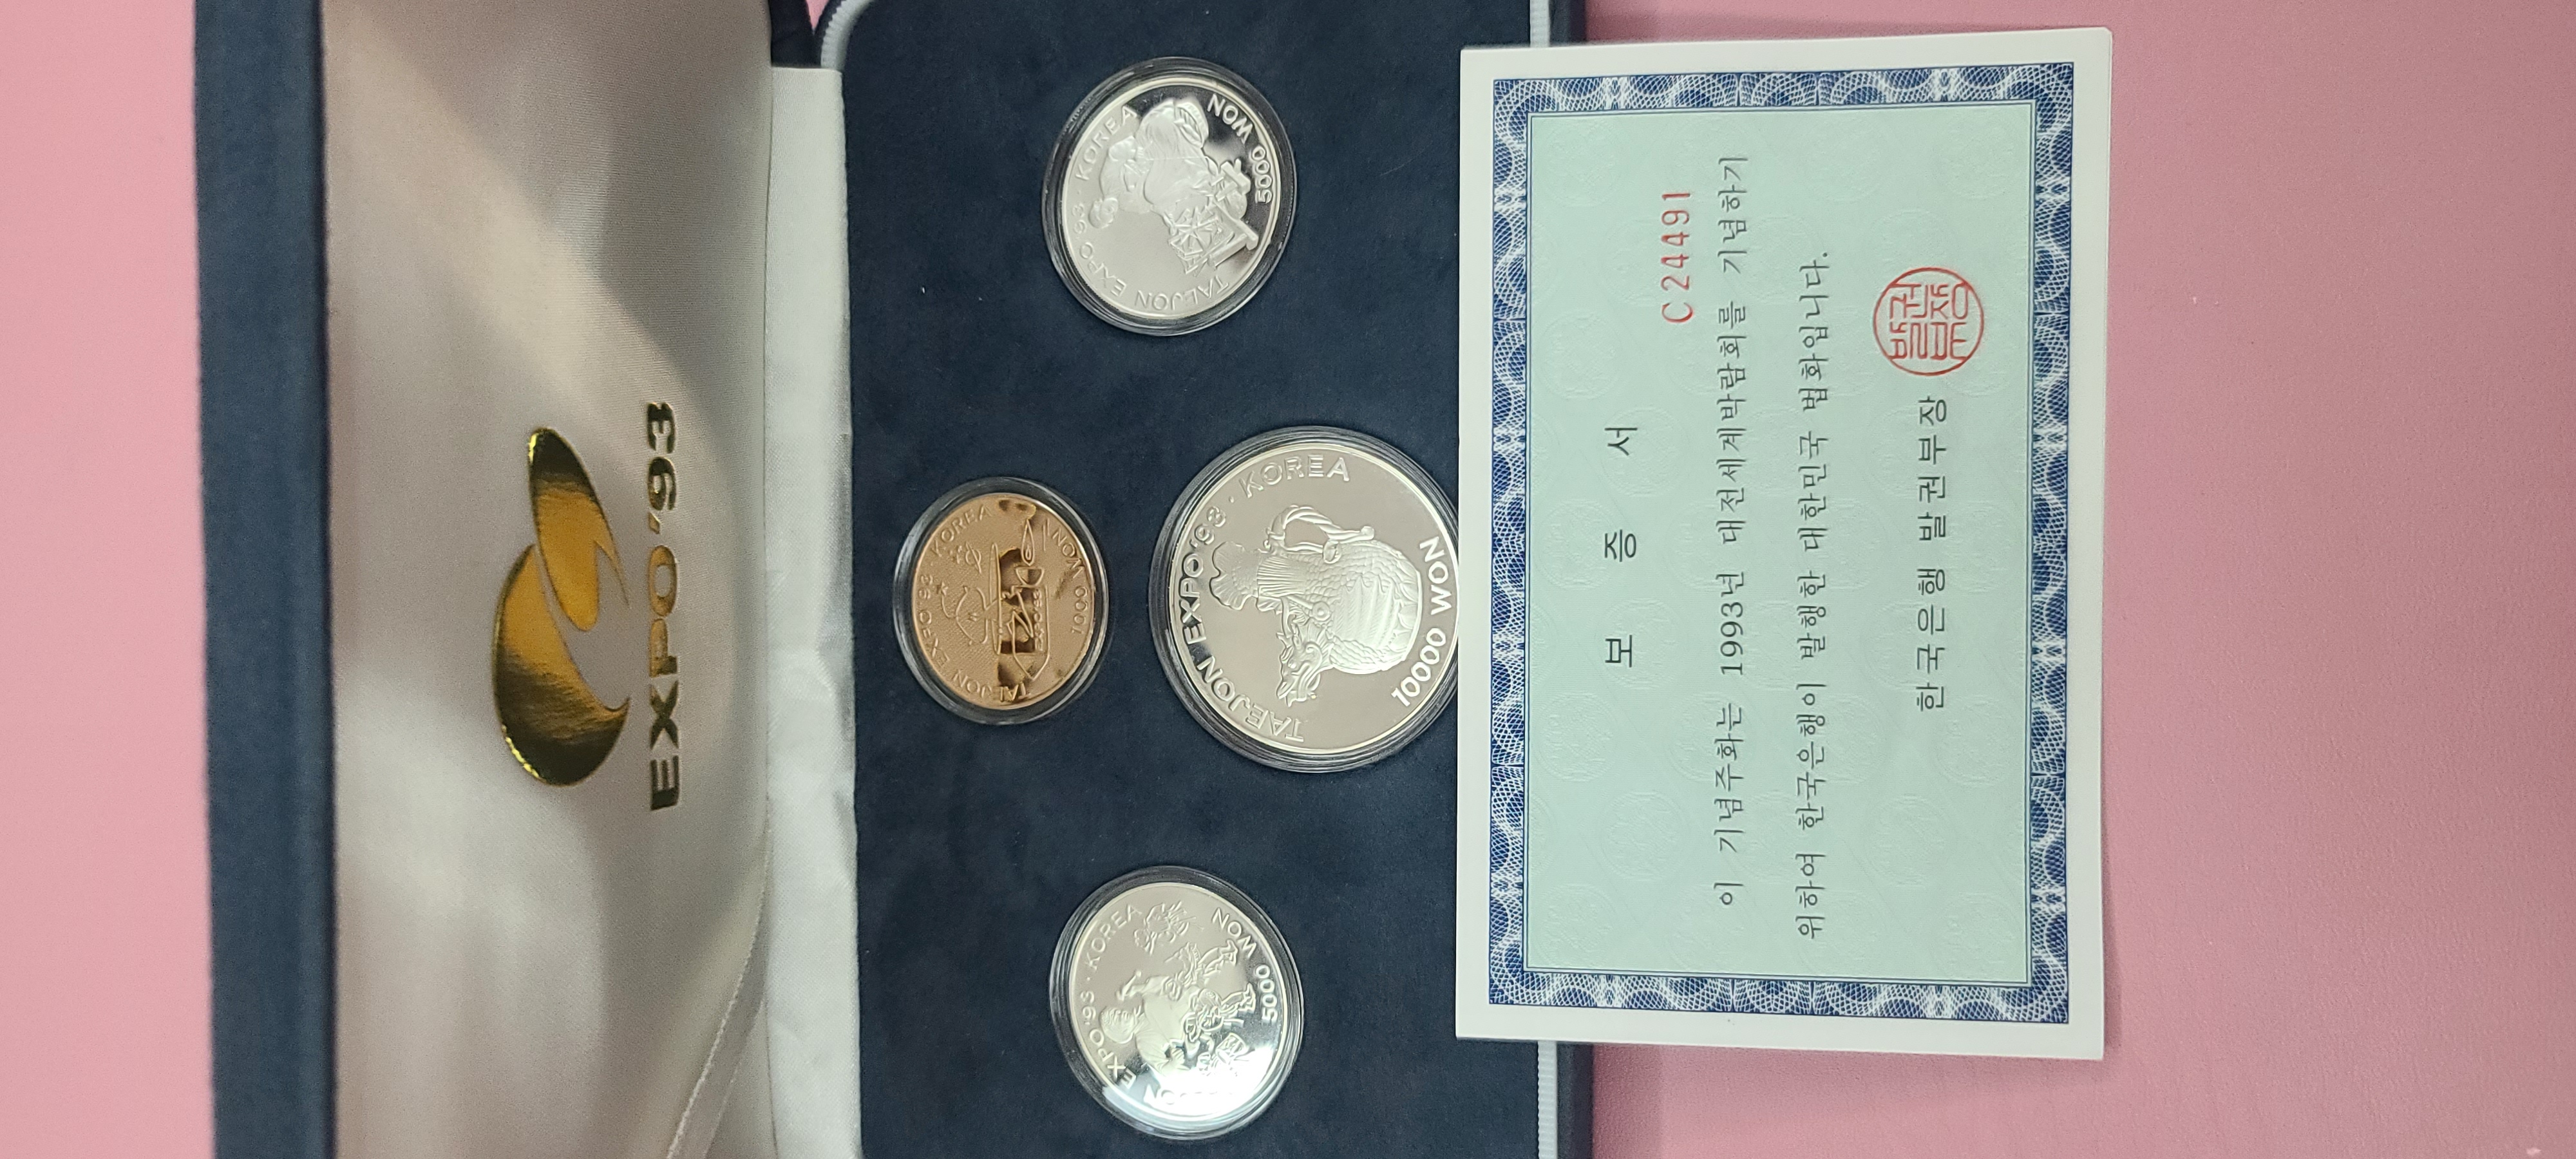 EXPO'93
TAEJON EXPO'93 · KOREA
1000 WON
EXPO'93 · KOREA
5000 WON
TAEJON EXPO'93 · KOREA
10000 WON
TAEJON EXPO'93 · KOREA
5000 WON
보 증 서
C 24491
이 기념주화는 1993년 대전세계박람회를 기념하기
위하여 한국은행이 발행한 대한민국 법화입니다.
한국은행 발권부장